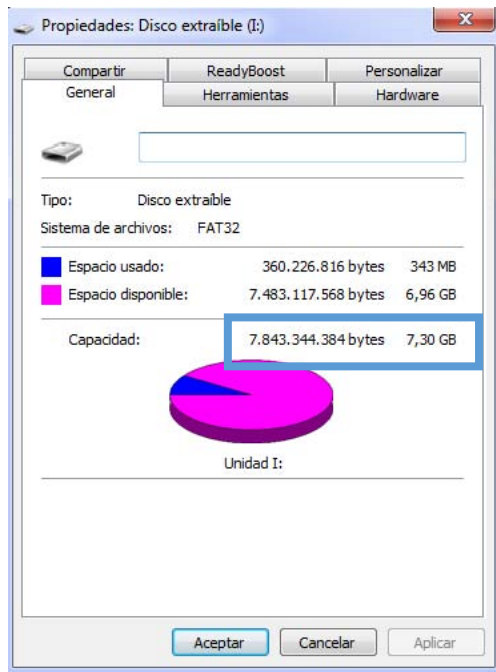 Propiedades: Disco extraíble (I:)
Compartir ReadyBoost Personalizar
General Herramientas Hardware
Tipo: Disco extraíble
Sistema de archivos: FAT32
Espacio usado: 360.226.816 bytes 343 MB
Espacio disponible: 7.483.117.568 bytes 6,96 GB
Capacidad: 7.843.344.384 bytes 7,30 GB
Unidad I:
Aceptar Cancelar Aplicar